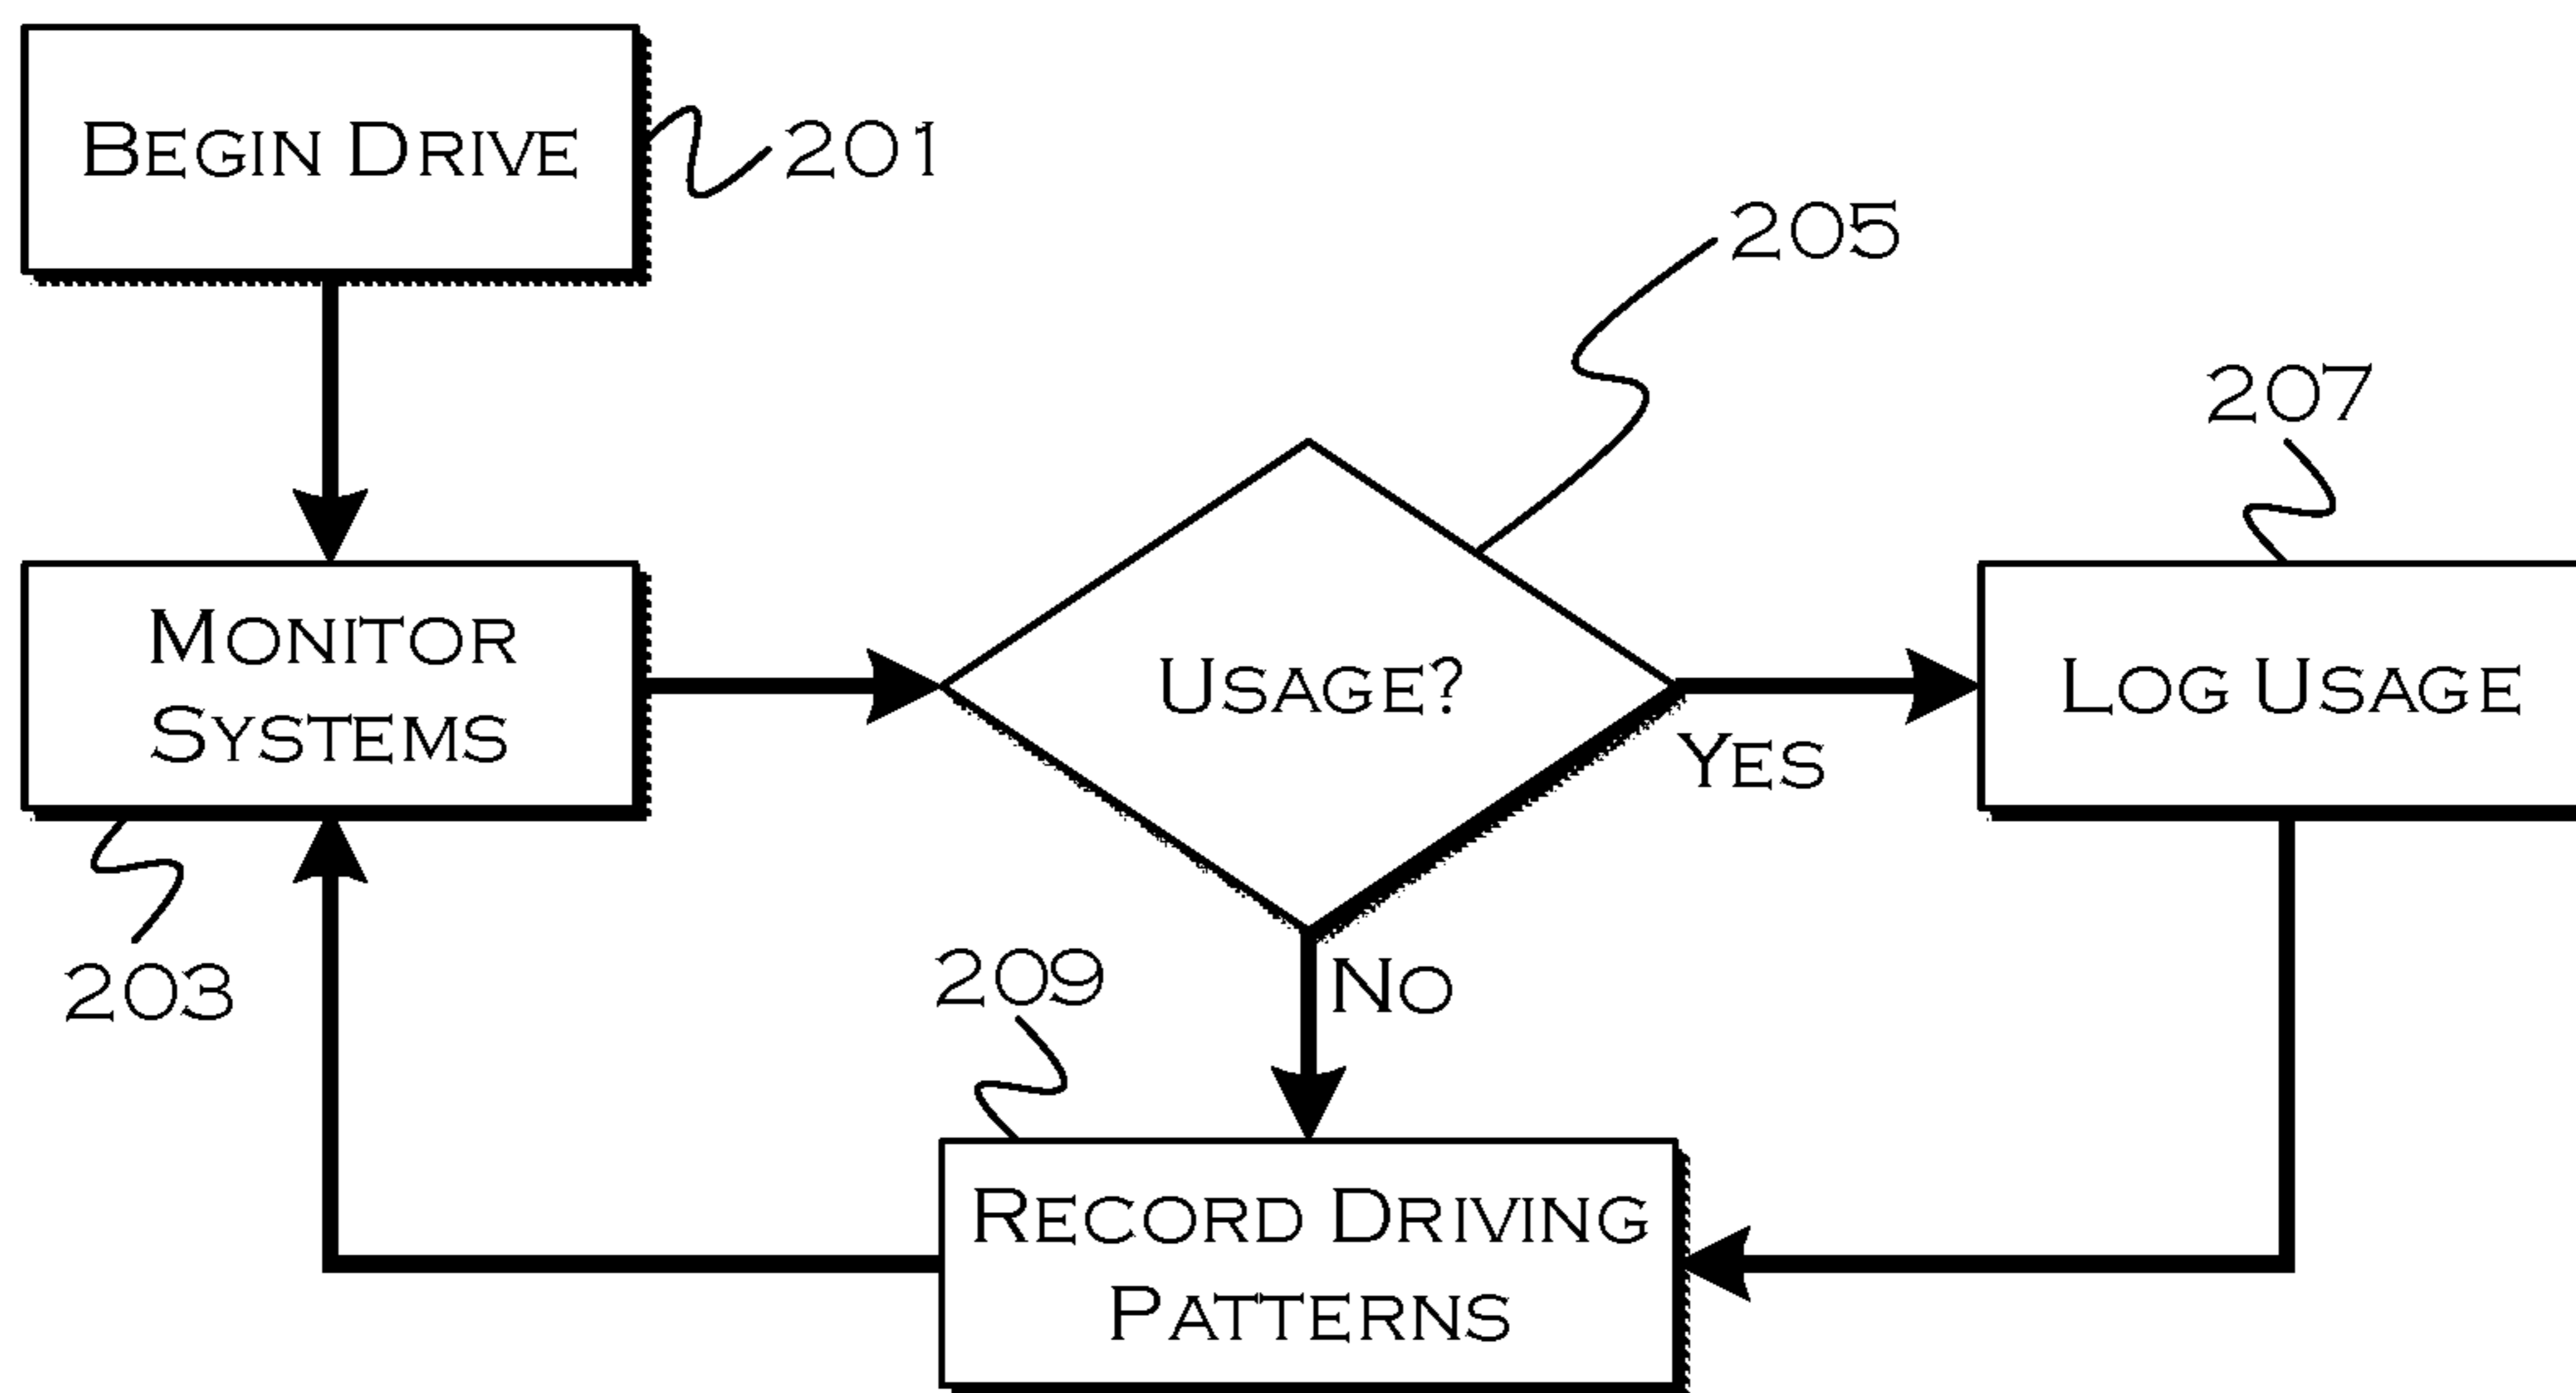 BEGIN DRIVE
201
205
207
MONITOR
SYSTEMS
USAGE?
YES
LOG USAGE
203
209
NO
RECORD DRIVING
PATTERNS